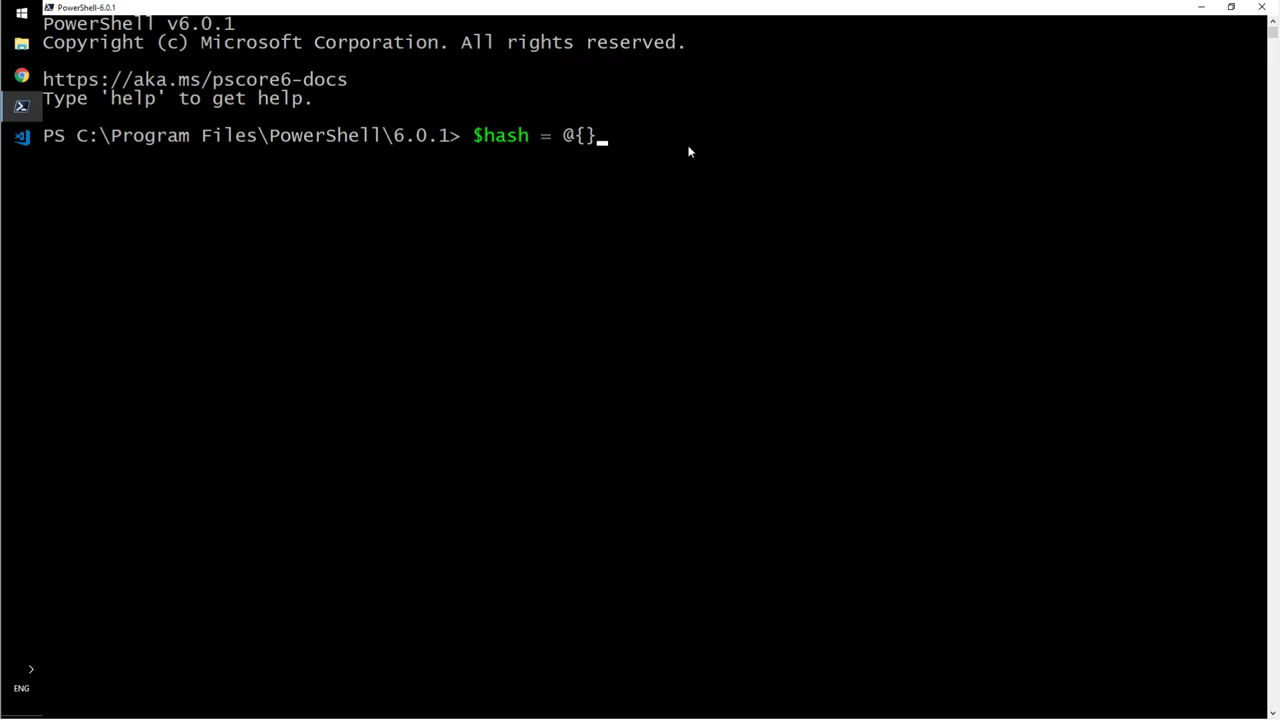 PowerShell-6.0.1
PowerShell v6.0.1
Copyright (c) Microsoft Corporation. All rights reserved.
https://aka.ms/pscore6-docs
Type 'help' to get help.
PS C:\Program Files\PowerShell\6.0.1> $hash = @{}
ENG